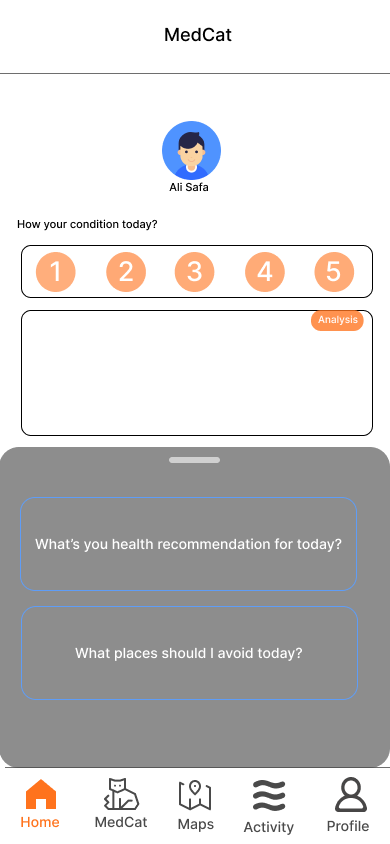 MedCat
Ali Safa
How your condition today?
1 2 3 4 5
Analysis
What's you health recommendation for today?
What places should I avoid today?
Home MedCat Maps Activity Profile